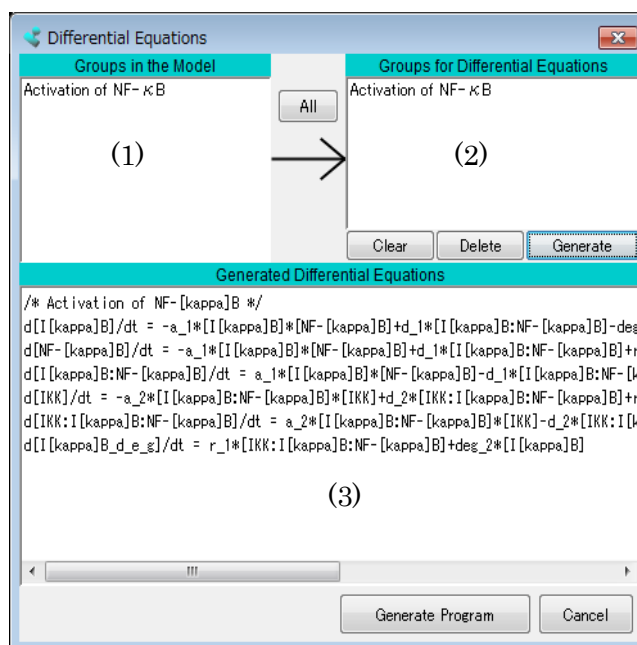 Differential Equations
Groups in the Model
Groups for Differential Equations
Activation of NF-κB
All
Activation of NF-κB
(1)
(2)
Clear
Delete
Generate
Generated Differential Equations
/* Activation of NF-[kappa]B */
d[I[kappa]B]/dt = -a_1*[I[kappa]B]*[NF-[kappa]B]+d_1*[I[kappa]B:NF-[kappa]B]-deg
d[NF-[kappa]B]/dt = -a_1*[I[kappa]B]*[NF-[kappa]B]+d_1*[I[kappa]B:NF-[kappa]B]+r
d[I[kappa]B:NF-[kappa]B]/dt = a_1*[I[kappa]B]*[NF-[kappa]B]-d_1*[I[kappa]B:NF-[k
d[IKK]/dt = -a_2*[I[kappa]B:NF-[kappa]B]*[IKK]+d_2*[IKK:I[kappa]B:NF-[kappa]B]+r
d[IKK:I[kappa]B:NF-[kappa]B]/dt = a_2*[I[kappa]B:NF-[kappa]B]*[IKK]-d_2*[IKK:I[k
d[I[kappa]B_d_e_g]/dt = r_1*[IKK:I[kappa]B:NF-[kappa]B]+deg_2*[I[kappa]B]
(3)
Generate Program
Cancel